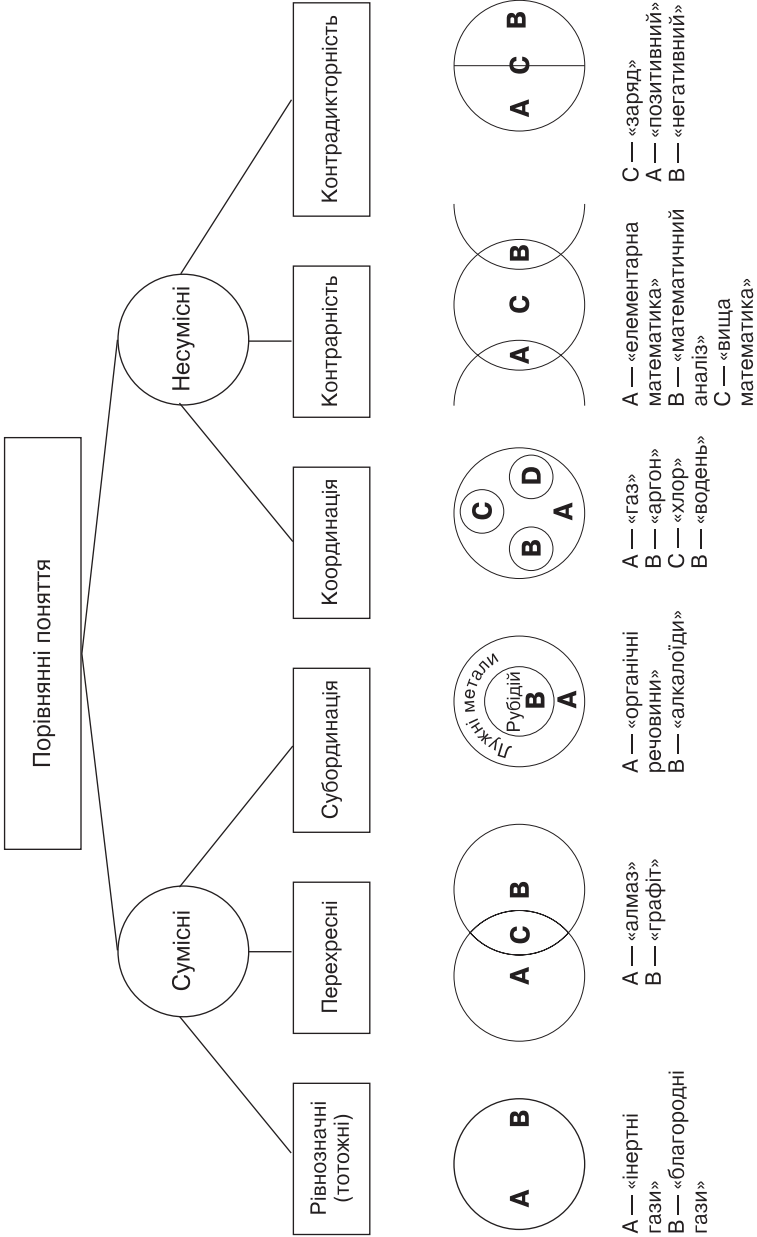 Порівнянні поняття
Сумісні
Несумісні
Рівнозначні
(тотожні)
Перехресні
Субординація
Координація
Контрарність
Контрадикторність
A B
A C B
Лужні метали
Рубідій
B
A
C
B D
A
A C B
A C B
A — «інертні
гази»
B — «благородні
гази»
A — «алмаз»
B — «графіт»
A — «органічні
речовини»
B — «алкалоїди»
A — «газ»
B — «аргон»
C — «хлор»
B — «водень»
A — «елементарна
математика»
B — «математичний
аналіз»
C — «вища
математика»
C — «заряд»
A — «позитивний»
B — «негативний»